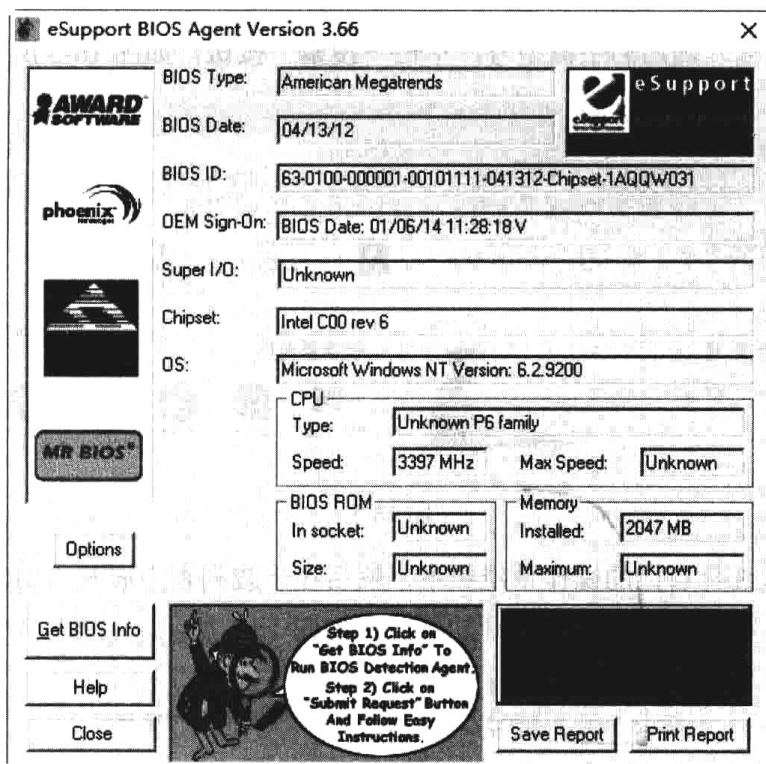 eSupport BIOS Agent Version 3.66
AWARD
SOFTWARE
phoenix
MR BIOS
BIOS Type: American Megatrends
eSupport
eSupport
BIOS Date: 04/13/12
BIOS ID: 63-0100-000001-00101111-041312-Chipset-1AQQW031
OEM Sign-On: BIOS Date: 01/06/14 11:28:18 V
Super I/O: Unknown
Chipset: Intel C00 rev 6
OS: Microsoft Windows NT Version: 6.2.9200
CPU
Type: Unknown P6 family
Speed: 3397 MHz Max Speed: Unknown
BIOS ROM
In socket: Unknown
Size: Unknown
Memory
Installed: 2047 MB
Maximum: Unknown
Options
Get BIOS Info
Help
Close
Step 1) Click on
"Get BIOS Info" To
Run BIOS Detection Agent.
Step 2) Click on
"Submit Request" Button
And Follow Easy
Instructions.
Save Report
Print Report